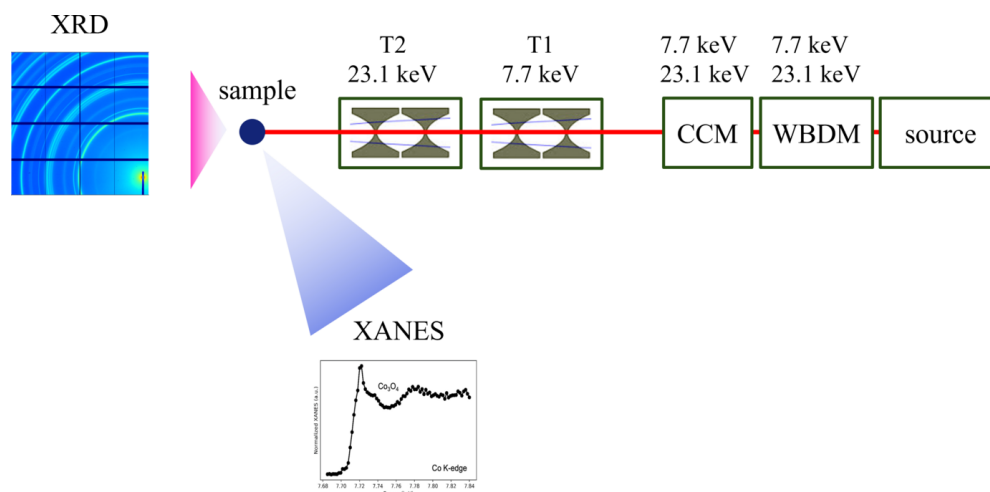 XRD
sample
T2
23.1 keV
T1
7.7 keV
7.7 keV
23.1 keV
7.7 keV
23.1 keV
CCM
WBDM
source
XANES
Normalized XANES (a.u.)
Co₃O₄
Co K-edge
7.68 7.70 7.72 7.74 7.76 7.78 7.80 7.82 7.84